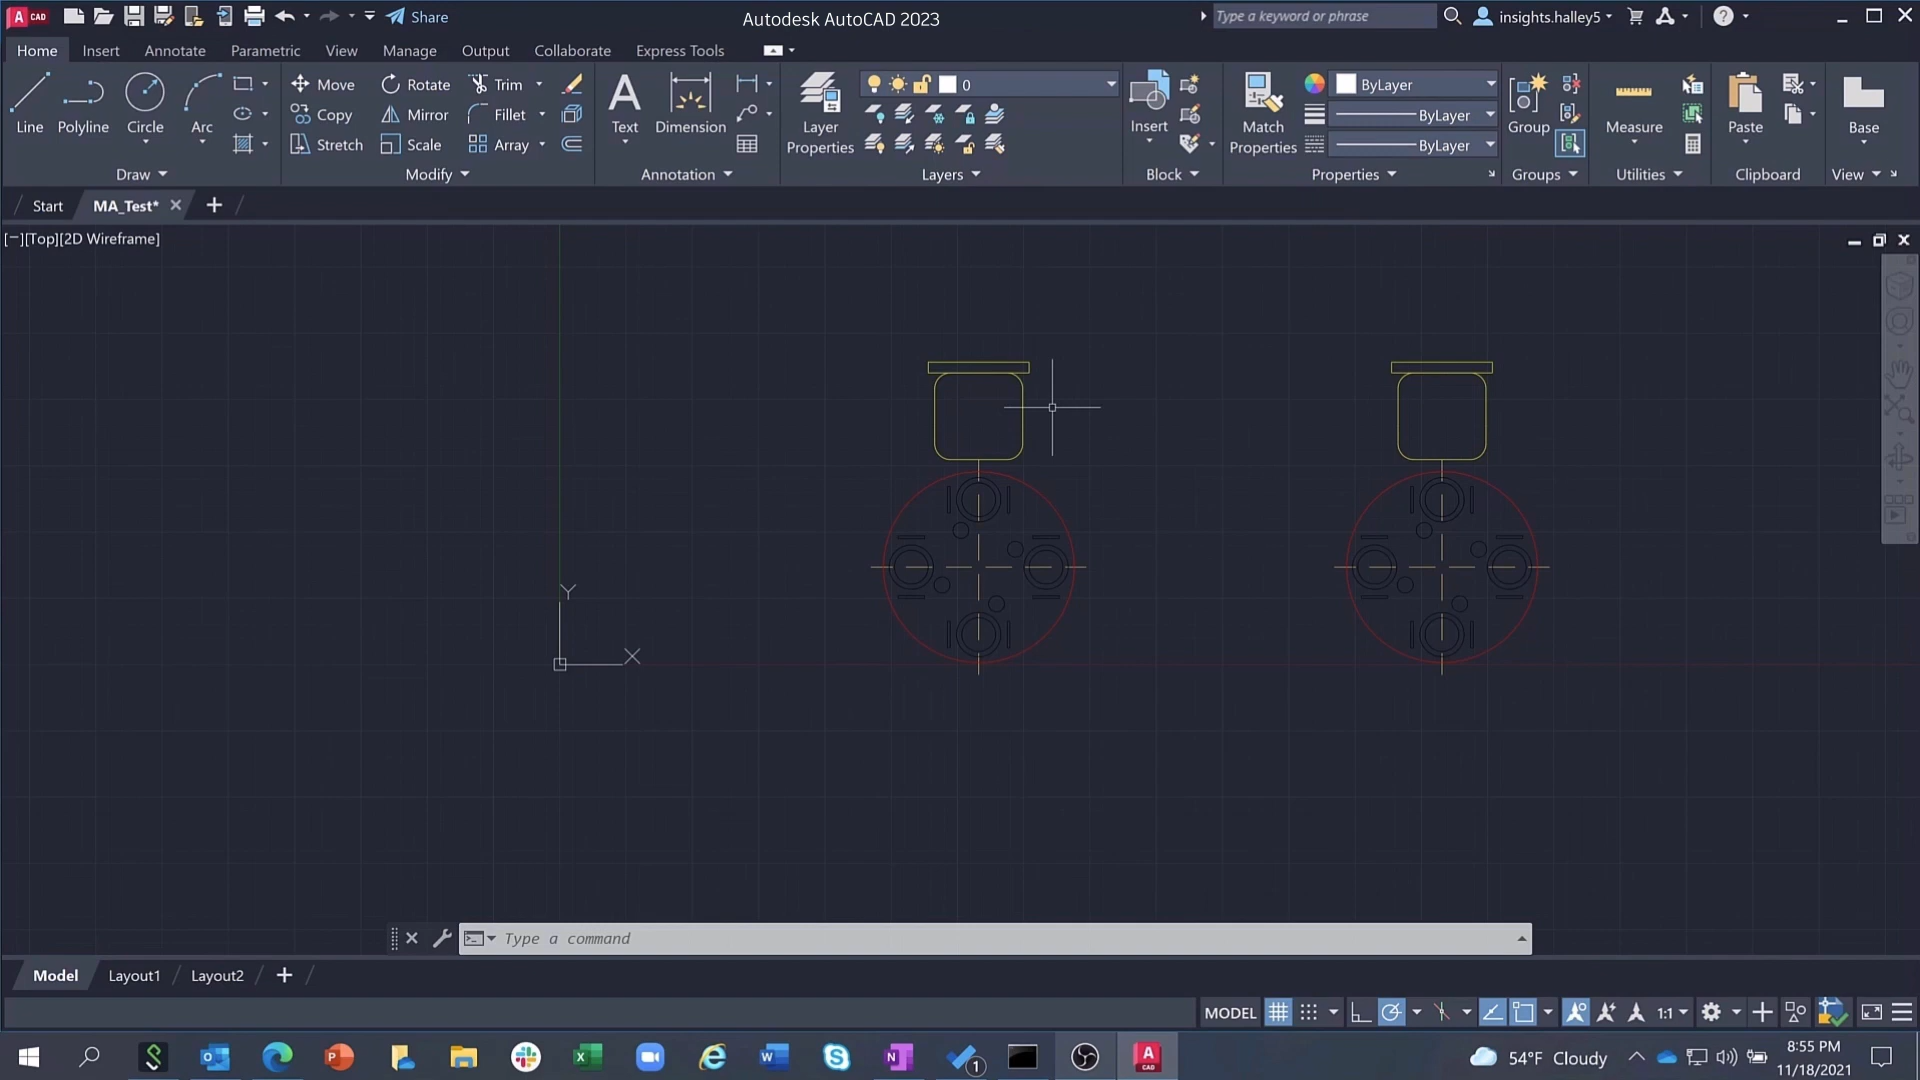 CAD
Share
Autodesk AutoCAD 2023
Type a keyword or phrase
insights.halley5
Home
Insert
Annotate
Parametric
View
Manage
Output
Collaborate
Express Tools
Line
Polyline
Circle
Arc
Move
Rotate
Trim
Copy
Mirror
Fillet
Stretch
Scale
Array
Text
Dimension
Layer Properties
0
Insert
Match Properties
ByLayer
ByLayer
ByLayer
Group
Measure
Paste
Base
Draw
Modify
Annotation
Layers
Block
Properties
Groups
Utilities
Clipboard
View
Start
MA_Test*
[−][Top][2D Wireframe]
Y
X
Type a command
Model
Layout1
Layout2
MODEL
1:1
54°F Cloudy
8:55 PM
11/18/2021